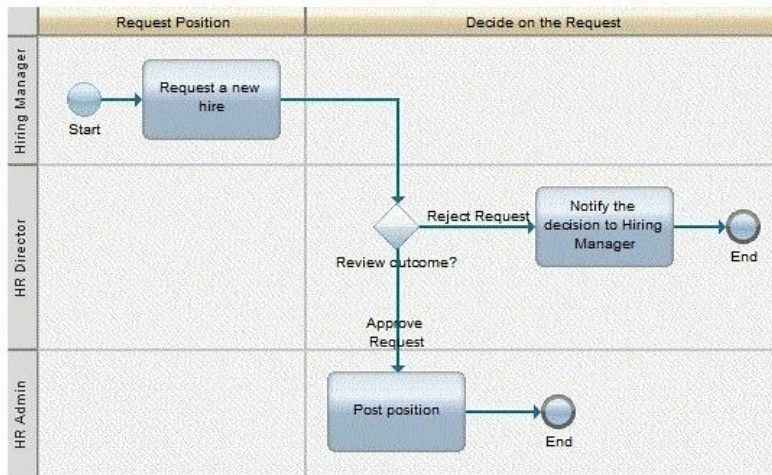 Request Position
Decide on the Request
Hiring Manager
Request a new
hire
Start
HR Director
Reject Request
Notify the
decision to Hiring
Manager
End
Review outcome?
Approve
Request
HR Admin
Post position
End